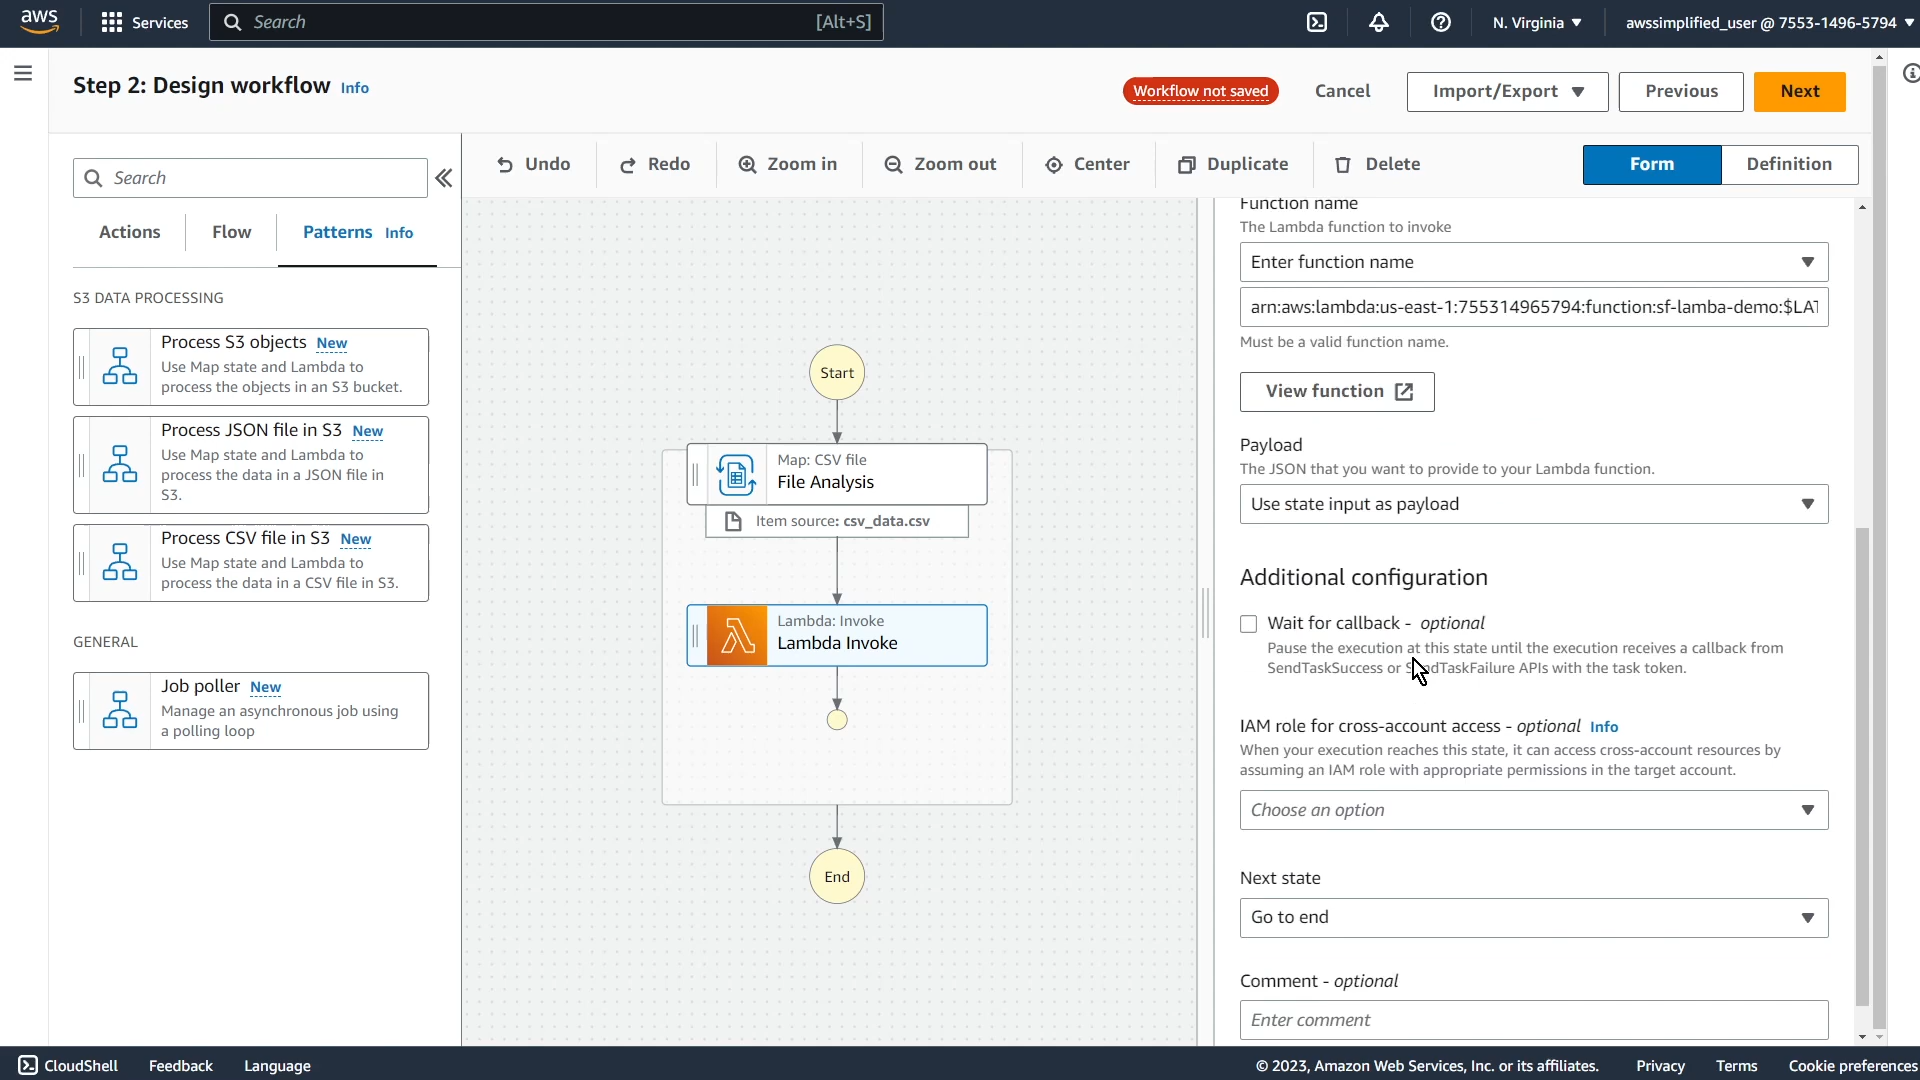 aws
Services
Search
[Alt+S]
N. Virginia
awssimplified_user @ 7553-1496-5794
Step 2: Design workflow Info
Workflow not saved
Cancel
Import/Export
Previous
Next
Search
Undo
Redo
Zoom in
Zoom out
Center
Duplicate
Delete
Form
Definition
Actions
Flow
Patterns Info
S3 DATA PROCESSING
Process S3 objects New
Use Map state and Lambda to
process the objects in an S3 bucket.
Process JSON file in S3 New
Use Map state and Lambda to
process the data in a JSON file in
S3.
Process CSV file in S3 New
Use Map state and Lambda to
process the data in a CSV file in S3.
GENERAL
Job poller New
Manage an asynchronous job using
a polling loop
Start
Map: CSV file
File Analysis
Item source: csv_data.csv
Lambda: Invoke
Lambda Invoke
End
Function name
The Lambda function to invoke
Enter function name
arn:aws:lambda:us-east-1:755314965794:function:sf-lamba-demo:$LAT
Must be a valid function name.
View function
Payload
The JSON that you want to provide to your Lambda function.
Use state input as payload
Additional configuration
Wait for callback - optional
Pause the execution at this state until the execution receives a callback from
SendTaskSuccess or SendTaskFailure APIs with the task token.
IAM role for cross-account access - optional Info
When your execution reaches this state, it can access cross-account resources by
assuming an IAM role with appropriate permissions in the target account.
Choose an option
Next state
Go to end
Comment - optional
Enter comment
CloudShell
Feedback
Language
© 2023, Amazon Web Services, Inc. or its affiliates.
Privacy
Terms
Cookie preferences